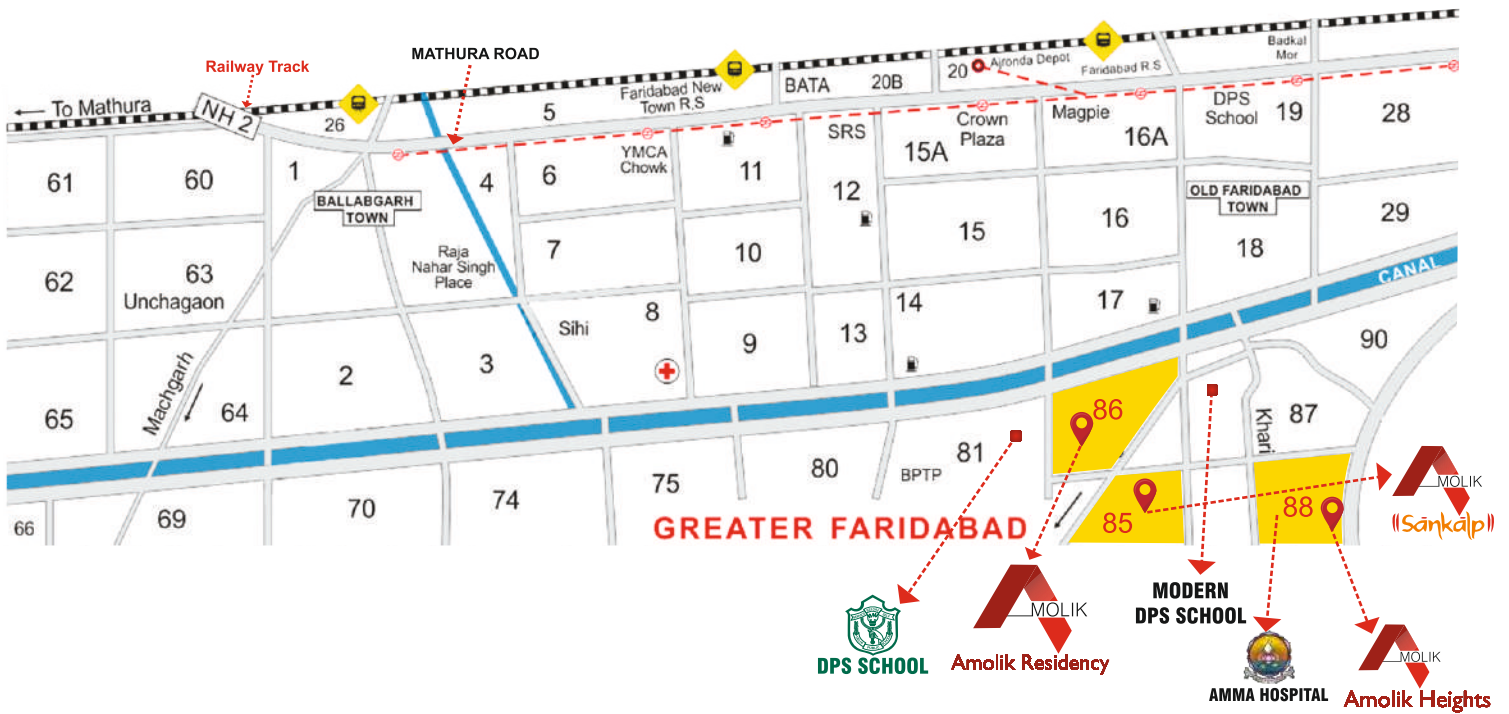 Railway Track
MATHURA ROAD
To Mathura
NH 2
26
5
Faridabad New
Town R,S
BATA
20B
20
Ajronda Depot
Faridabad R.S
Badkal
Mor
61
60
1
BALLABGARH
TOWN
4
6
YMCA
Chowk
11
SRS
12
15A
Crown
Plaza
Magpie
16A
DPS
School
19
28
62
63
Unchagaon
Raja
Nahar Singh
Place
7
10
15
16
OLD FARIDABAD
TOWN
18
29
CANAL
65
Machgarh
64
2
3
Sihi
8
9
13
14
17
90
66
69
70
74
75
80
BPTP
81
86
85
Khari
87
88
GREATER FARIDABAD
MOLIK
((Sānkālp))
DPS SCHOOL
MOLIK
Amolik Residency
MODERN
DPS SCHOOL
AMMA HOSPITAL
MOLIK
Amolik Heights